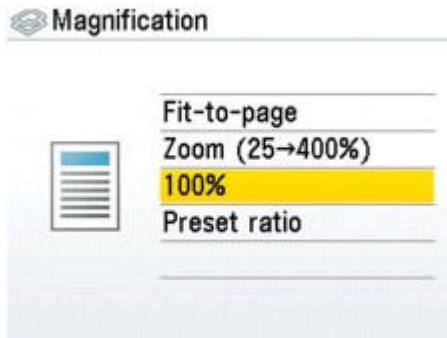 Magnification
Fit-to-page
Zoom (25→400%)
100%
Preset ratio